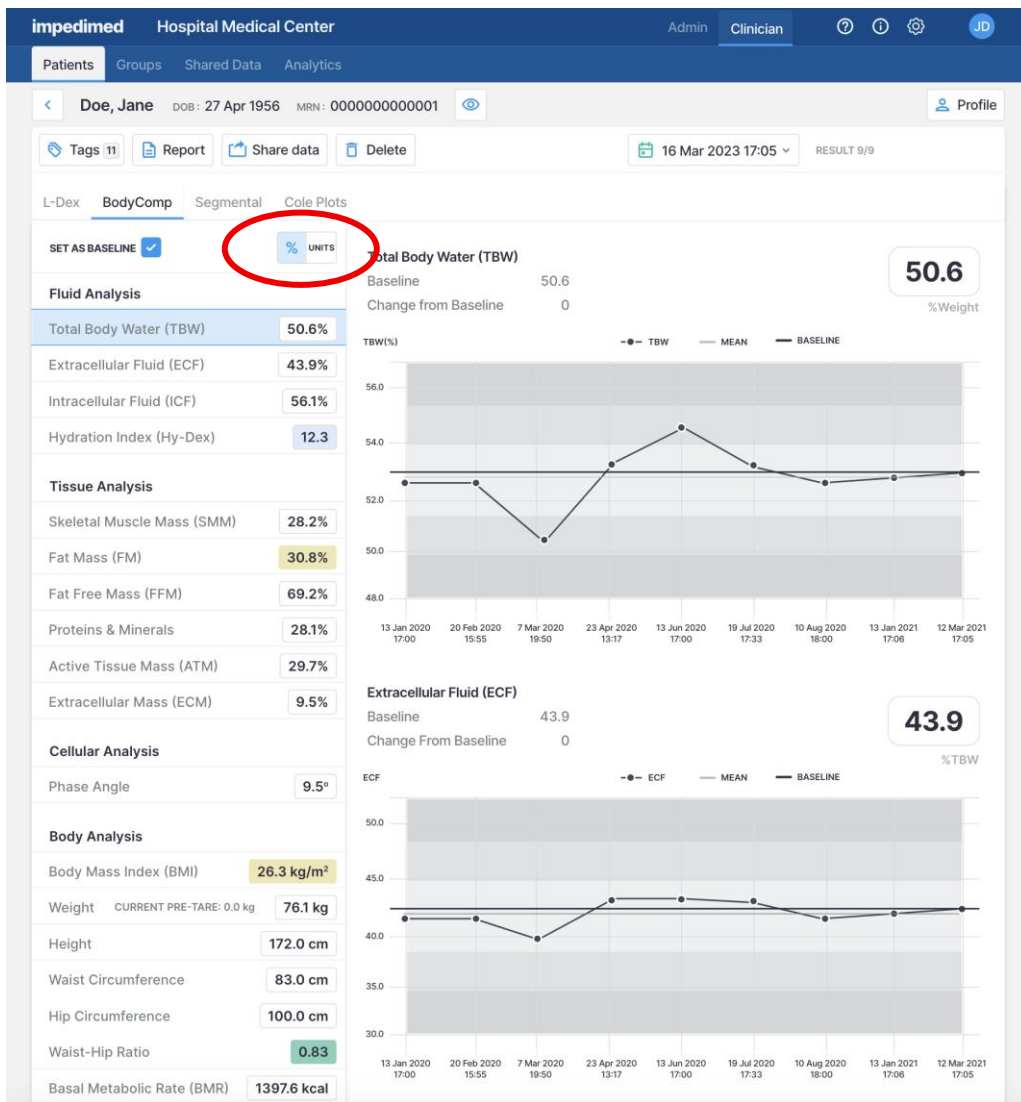 impedimed Hospital Medical Center Admin Clinician JD
Patients Groups Shared Data Analytics
Doe, Jane DOB: 27 Apr 1956 MRN: 0000000000001 Profile
Tags 11 Report Share data Delete 16 Mar 2023 17:05 RESULT 9/9
L-Dex BodyComp Segmental Cole Plots
SET AS BASELINE % UNITS
Fluid Analysis
Total Body Water (TBW) 50.6%
Extracellular Fluid (ECF) 43.9%
Intracellular Fluid (ICF) 56.1%
Hydration Index (Hy-Dex) 12.3
Tissue Analysis
Skeletal Muscle Mass (SMM) 28.2%
Fat Mass (FM) 30.8%
Fat Free Mass (FFM) 69.2%
Proteins & Minerals 28.1%
Active Tissue Mass (ATM) 29.7%
Extracellular Mass (ECM) 9.5%
Cellular Analysis
Phase Angle 9.5º
Body Analysis
Body Mass Index (BMI) 26.3 kg/m²
Weight CURRENT PRE-TARE: 0.0 kg 76.1 kg
Height 172.0 cm
Waist Circumference 83.0 cm
Hip Circumference 100.0 cm
Waist-Hip Ratio 0.83
Basal Metabolic Rate (BMR) 1397.6 kcal
Total Body Water (TBW)
Baseline 50.6
Change from Baseline 0
50.6
%Weight
TBW(%) TBW MEAN BASELINE
56.0
54.0
52.0
50.0
48.0
13 Jan 2020 20 Feb 2020 7 Mar 2020 23 Apr 2020 13 Jun 2020 19 Jul 2020 10 Aug 2020 13 Jan 2021 12 Mar 2021
17:00 15:55 19:50 13:17 17:00 17:33 18:00 17:06 17:05
Extracellular Fluid (ECF)
Baseline 43.9
Change From Baseline 0
43.9
%TBW
ECF ECF MEAN BASELINE
50.0
45.0
40.0
35.0
30.0
13 Jan 2020 20 Feb 2020 7 Mar 2020 23 Apr 2020 13 Jun 2020 19 Jul 2020 10 Aug 2020 13 Jan 2021 12 Mar 2021
17:00 15:55 19:50 13:17 17:00 17:33 18:00 17:06 17:05